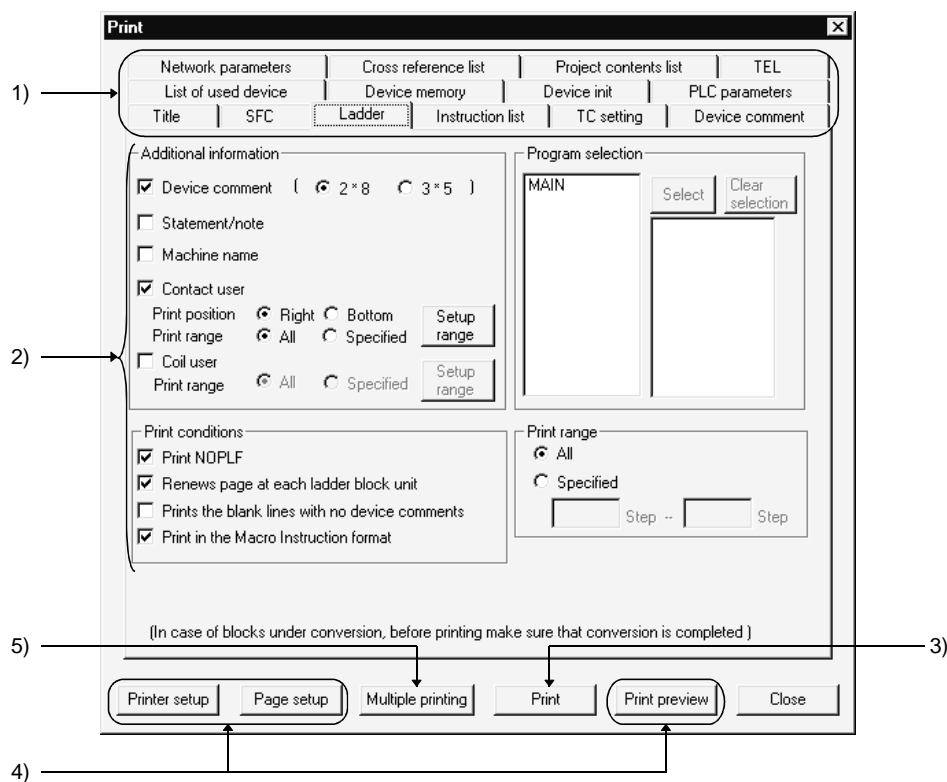 Print
1)
Network parameters Cross reference list Project contents list TEL
List of used device Device memory Device init PLC parameters
Title SFC Ladder Instruction list TC setting Device comment
2)
Additional information
Device comment ( 2*8 3*5 )
Statement/note
Machine name
Contact user
Print position Right Bottom
Print range All Specified
Setup range
Coil user
Print range All Specified
Setup range
Program selection
MAIN
Select
Clear selection
Print conditions
Print NOPLF
Renews page at each ladder block unit
Prints the blank lines with no device comments
Print in the Macro Instruction format
Print range
All
Specified
Step -- Step
(In case of blocks under conversion, before printing make sure that conversion is completed )
5)
3)
Printer setup Page setup Multiple printing Print Print preview Close
4)